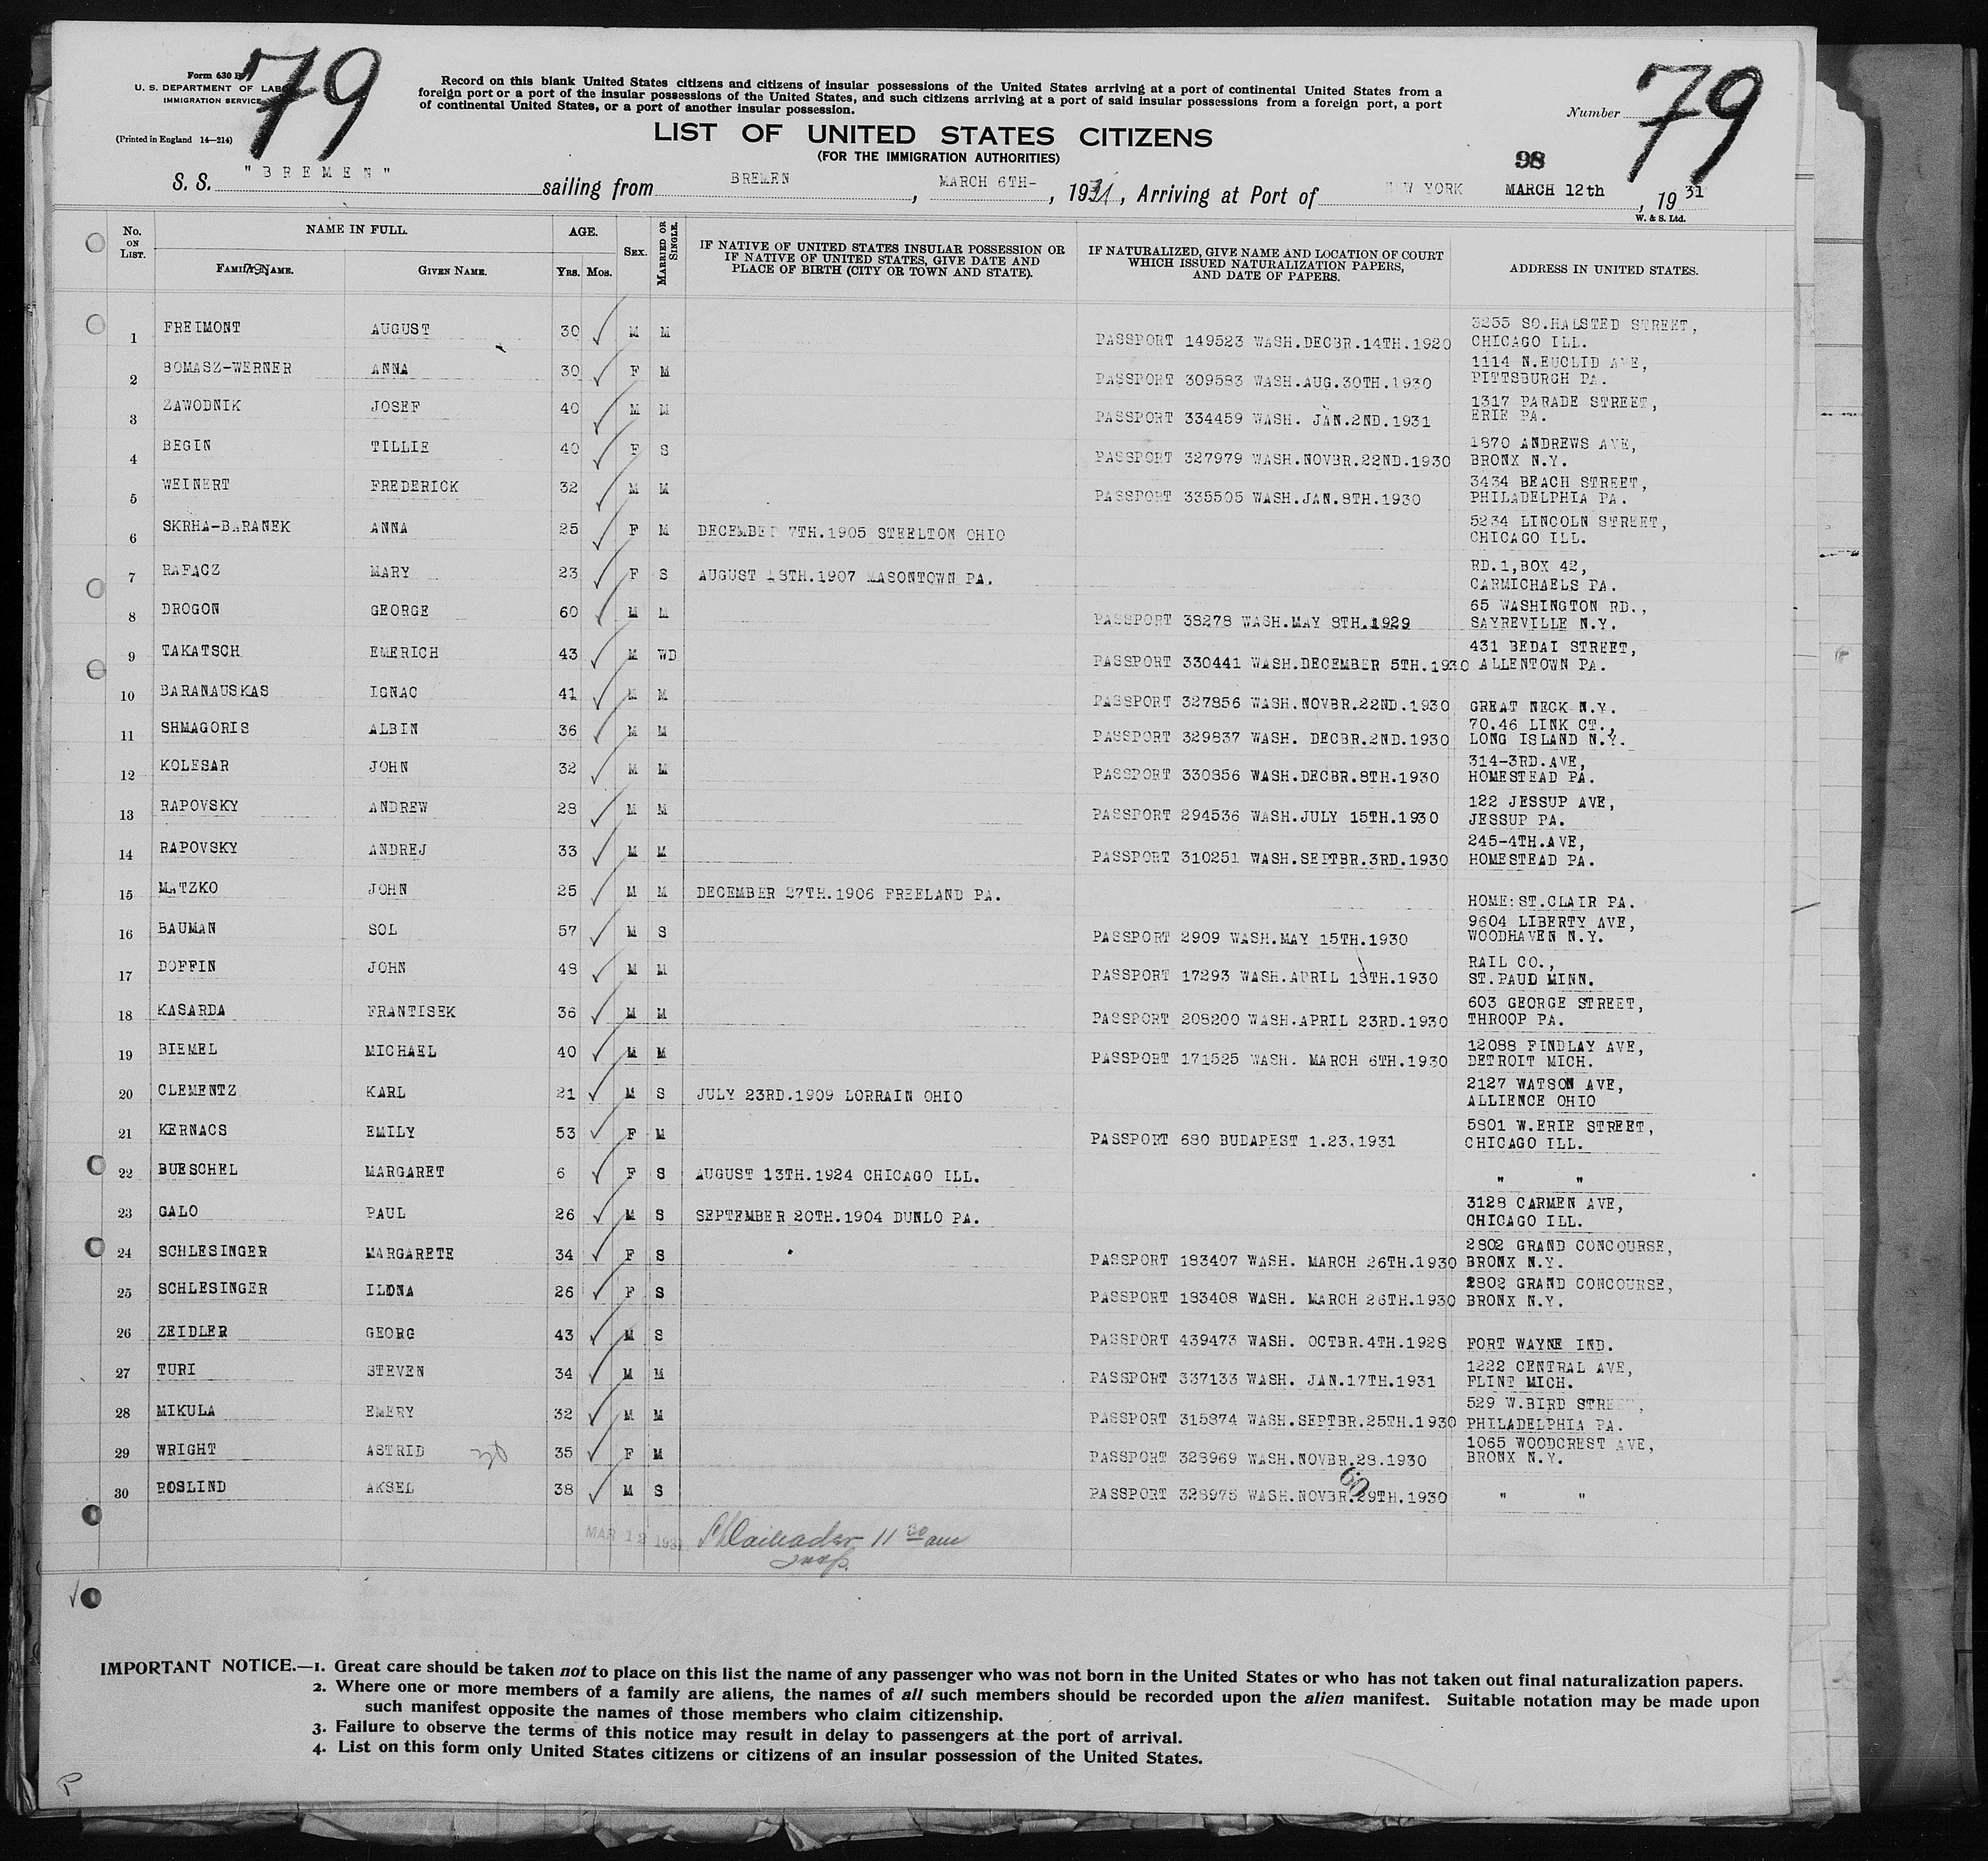 79
79
Form 630 B
U. S. DEPARTMENT OF LABOR
IMMIGRATION SERVICE
(Printed in England 14—214)
Record on this blank United States citizens and citizens of insular possessions of the United States arriving at a port of continental United States from a
foreign port or a port of the insular possessions of the United States, and such citizens arriving at a port of said insular possessions from a foreign port, a port
of continental United States, or a port of another insular possession.
Number
LIST OF UNITED STATES CITIZENS
(FOR THE IMMIGRATION AUTHORITIES)
98
S. S. "BREMEN" sailing from BREMEN, MARCH 6TH-, 1931, Arriving at Port of NEW YORK MARCH 12th, 1931
W. & S. Ltd.
No. ON LIST. NAME IN FULL. FAMILY NAME. GIVEN NAME. AGE. YRS. MOS. SEX. MARRIED OR SINGLE. IF NATIVE OF UNITED STATES INSULAR POSSESSION OR IF NATIVE OF UNITED STATES, GIVE DATE AND PLACE OF BIRTH (CITY OR TOWN AND STATE). IF NATURALIZED, GIVE NAME AND LOCATION OF COURT WHICH ISSUED NATURALIZATION PAPERS, AND DATE OF PAPERS. ADDRESS IN UNITED STATES.
1 FREIMONT AUGUST 30 M M PASSPORT 149523 WASH.DECBR.14TH.1920 3255 SO.HALSTED STREET, CHICAGO ILL.
2 BOMASZ-WERNER ANNA 30 F M PASSPORT 309583 WASH.AUG.30TH.1930 1114 N.EUCLID AVE, PITTSBURGH PA.
3 ZAWODNIK JOSEF 40 M M PASSPORT 334459 WASH. JAN.2ND.1931 1317 PARADE STREET, ERIE PA.
4 BEGIN TILLIE 40 F S PASSPORT 327979 WASH.NOVBR.22ND.1930 1870 ANDREWS AVE, BRONX N.Y.
5 WEINERT FREDERICK 32 M M PASSPORT 335505 WASH.JAN.8TH.1930 3434 BEACH STREET, PHILADELPHIA PA.
6 SKRHA-BARANEK ANNA 25 F M DECEMBER 7TH.1905 STEELTON OHIO 5234 LINCOLN STREET, CHICAGO ILL.
7 RAFACZ MARY 23 F S AUGUST 18TH.1907 MASONTOWN PA. RD.1,BOX 42, CARMICHAELS PA.
8 DROGON GEORGE 60 M M PASSPORT 38278 WASH.MAY 8TH.1929 65 WASHINGTON RD., SAYREVILLE N.Y.
9 TAKATSCH EMERICH 43 M WD PASSPORT 330441 WASH.DECEMBER 5TH.1930 431 BEDAI STREET, ALLENTOWN PA.
10 BARANAUSKAS IGNAC 41 M M PASSPORT 327856 WASH.NOVBR.22ND.1930 GREAT NECK N.Y.
11 SHMAGORIS ALBIN 36 M M PASSPORT 329837 WASH. DECBR.2ND.1930 70.46 LINK CT., LONG ISLAND N.Y.
12 KOLESAR JOHN 32 M M PASSPORT 330856 WASH.DECBR.8TH.1930 314-3RD.AVE, HOMESTEAD PA.
13 RAPOVSKY ANDREW 28 M M PASSPORT 294536 WASH.JULY 15TH.1930 122 JESSUP AVE, JESSUP PA.
14 RAPOVSKY ANDREJ 33 M M PASSPORT 310251 WASH.SEPTBR.3RD.1930 245-4TH.AVE, HOMESTEAD PA.
15 MATZKO JOHN 25 M M DECEMBER 27TH.1906 FREELAND PA. HOME:ST.CLAIR PA.
16 BAUMAN SOL 57 M S PASSPORT 2909 WASH.MAY 15TH.1930 9604 LIBERTY AVE, WOODHAVEN N.Y.
17 DOFFIN JOHN 48 M M PASSPORT 17293 WASH.APRIL 18TH.1930 RAIL CO., ST.PAUD MINN.
18 KASARDA FRANTISEK 36 M M PASSPORT 208200 WASH.APRIL 23RD.1930 603 GEORGE STREET, THROOP PA.
19 BIEMEL MICHAEL 40 M M PASSPORT 171525 WASH. MARCH 6TH.1930 12088 FINDLAY AVE, DETROIT MICH.
20 CLEMENTZ KARL 21 M S JULY 23RD.1909 LORRAIN OHIO 2127 WATSON AVE, ALLIENCE OHIO
21 KERNACS EMILY 53 F M PASSPORT 680 BUDAPEST 1.23.1931 5801 W.ERIE STREET, CHICAGO ILL.
22 BUESCHEL MARGARET 6 F S AUGUST 13TH.1924 CHICAGO ILL. " "
23 GALO PAUL 26 M S SEPTEMBER 20TH.1904 DUNLO PA. 3128 CARMEN AVE, CHICAGO ILL.
24 SCHLESINGER MARGARETE 34 F S PASSPORT 183407 WASH. MARCH 26TH.1930 2802 GRAND CONCOURSE, BRONX N.Y.
25 SCHLESINGER ILONA 26 F S PASSPORT 183408 WASH. MARCH 26TH.1930 2802 GRAND CONCOURSE, BRONX N.Y.
26 ZEIDLER GEORG 43 M S PASSPORT 439473 WASH. OCTBR.4TH.1928 FORT WAYNE IND.
27 TURI STEVEN 34 M M PASSPORT 337133 WASH. JAN.17TH.1931 1222 CENTRAL AVE, FLINT MICH.
28 MIKULA EMERY 32 M M PASSPORT 315874 WASH.SEPTBR.25TH.1930 529 W.BIRD STREET, PHILADELPHIA PA.
29 WRIGHT ASTRID 35 F M PASSPORT 328969 WASH.NOVBR.28.1930 1065 WOODCREST AVE, BRONX N.Y.
30 ROSLIND AKSEL 38 M S PASSPORT 328975 WASH.NOVBR.29TH.1930 " "
MAR 12 1931 11 30 am
Insp.
IMPORTANT NOTICE.—1. Great care should be taken not to place on this list the name of any passenger who was not born in the United States or who has not taken out final naturalization papers.
2. Where one or more members of a family are aliens, the names of all such members should be recorded upon the alien manifest. Suitable notation may be made upon
such manifest opposite the names of those members who claim citizenship.
3. Failure to observe the terms of this notice may result in delay to passengers at the port of arrival.
4. List on this form only United States citizens or citizens of an insular possession of the United States.
P